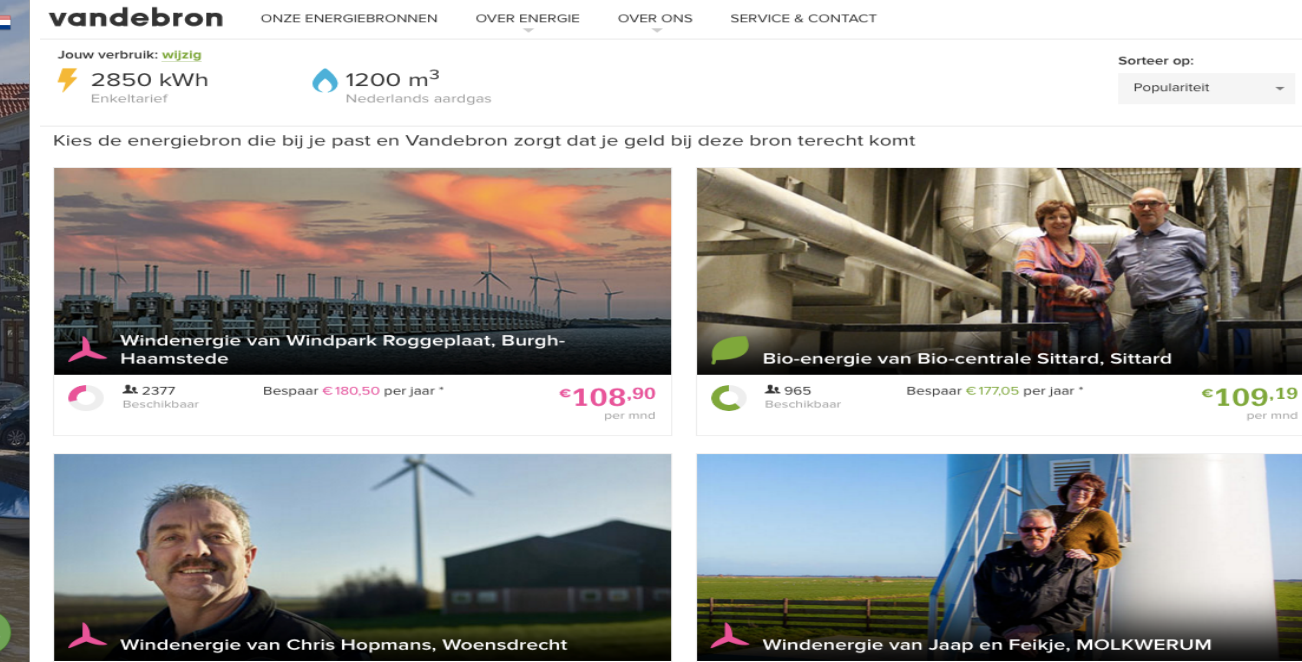 vandebron
ONZE ENERGIEBRONNEN
OVER ENERGIE
OVER ONS
SERVICE & CONTACT
Jouw verbruik: wijzig
2850 kWh
Enkeltarief
1200 m³
Nederlands aardgas
Sorteer op:
Populariteit
Kies de energiebron die bij je past en Vandebron zorgt dat je geld bij deze bron terecht komt
Windenergie van Windpark Roggeplaat, Burgh-
Haamstede
2377
Beschikbaar
Bespaar €180,50 per jaar *
€108,90
per mnd
Bio-energie van Bio-centrale Sittard, Sittard
965
Beschikbaar
Bespaar €177,05 per jaar *
€109,19
per mnd
Windenergie van Chris Hopmans, Woensdrecht
Windenergie van Jaap en Feikje, MOLKWERUM